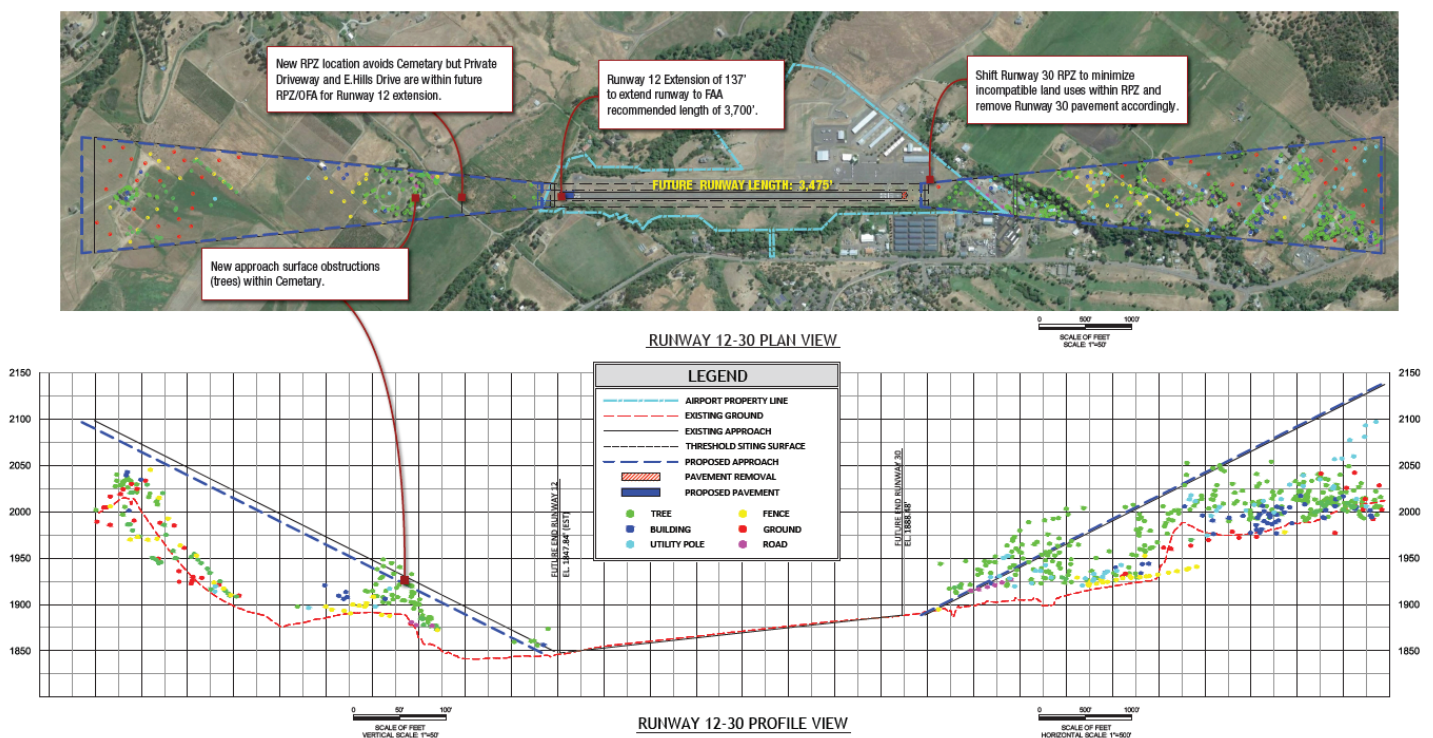 New RPZ location avoids Cemetary but Private
Driveway and E.Hills Drive are within future
RPZ/OFA for Runway 12 extension.
Runway 12 Extension of 137'
to extend runway to FAA
recommended length of 3,700'.
Shift Runway 30 RPZ to minimize
incompatible land uses within RPZ and
remove Runway 30 pavement accordingly.
FUTURE RUNWAY LENGTH: 3,475'
New approach surface obstructions
(trees) within Cemetary.
RUNWAY 12-30 PLAN VIEW
0 500' 1000'
SCALE OF FEET
SCALE: 1"=50'
2150
2100
2050
2000
1950
1900
1850
LEGEND
AIRPORT PROPERTY LINE
EXISTING GROUND
EXISTING APPROACH
THRESHOLD SITING SURFACE
PROPOSED APPROACH
PAVEMENT REMOVAL
PROPOSED PAVEMENT
TREE
FENCE
BUILDING
GROUND
UTILITY POLE
ROAD
FUTURE END RUNWAY 12
EL. 1847.84' (EST)
FUTURE END RUNWAY 30
EL. 1888.48'
2150
2100
2050
2000
1950
1900
1850
0 50' 100'
SCALE OF FEET
VERTICAL SCALE: 1"=50'
RUNWAY 12-30 PROFILE VIEW
0 500' 1000'
SCALE OF FEET
HORIZONTAL SCALE: 1"=500'